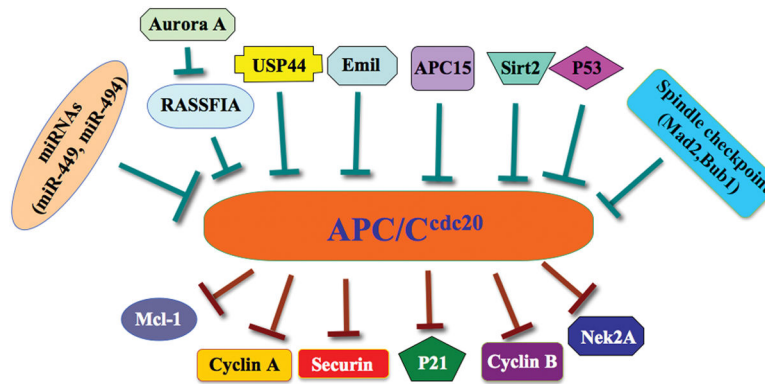 Aurora A
USP44
Emil
APC15
Sirt2
P53
miRNAs
(miR-449, miR-494)
RASSFIA
Spindle checkpoint
(Mad2,Bub1)
APC/Ccdc20
Mcl-1
Cyclin A
Securin
P21
Cyclin B
Nek2A